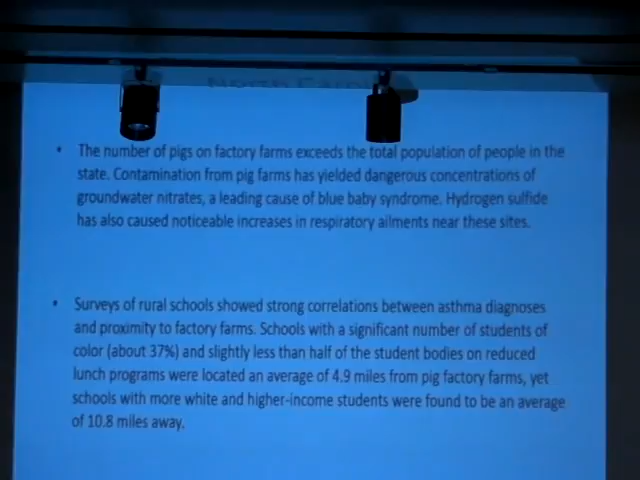 North Carolina
• The number of pigs on factory farms exceeds the total population of people in the
state. Contamination from pig farms has yielded dangerous concentrations of
groundwater nitrates, a leading cause of blue baby syndrome. Hydrogen sulfide
has also caused noticeable increases in respiratory ailments near these sites.
• Surveys of rural schools showed strong correlations between asthma diagnoses
and proximity to factory farms. Schools with a significant number of students of
color (about 37%) and slightly less than half of the student bodies on reduced
lunch programs were located an average of 4.9 miles from pig factory farms, yet
schools with more white and higher-income students were found to be an average
of 10.8 miles away.